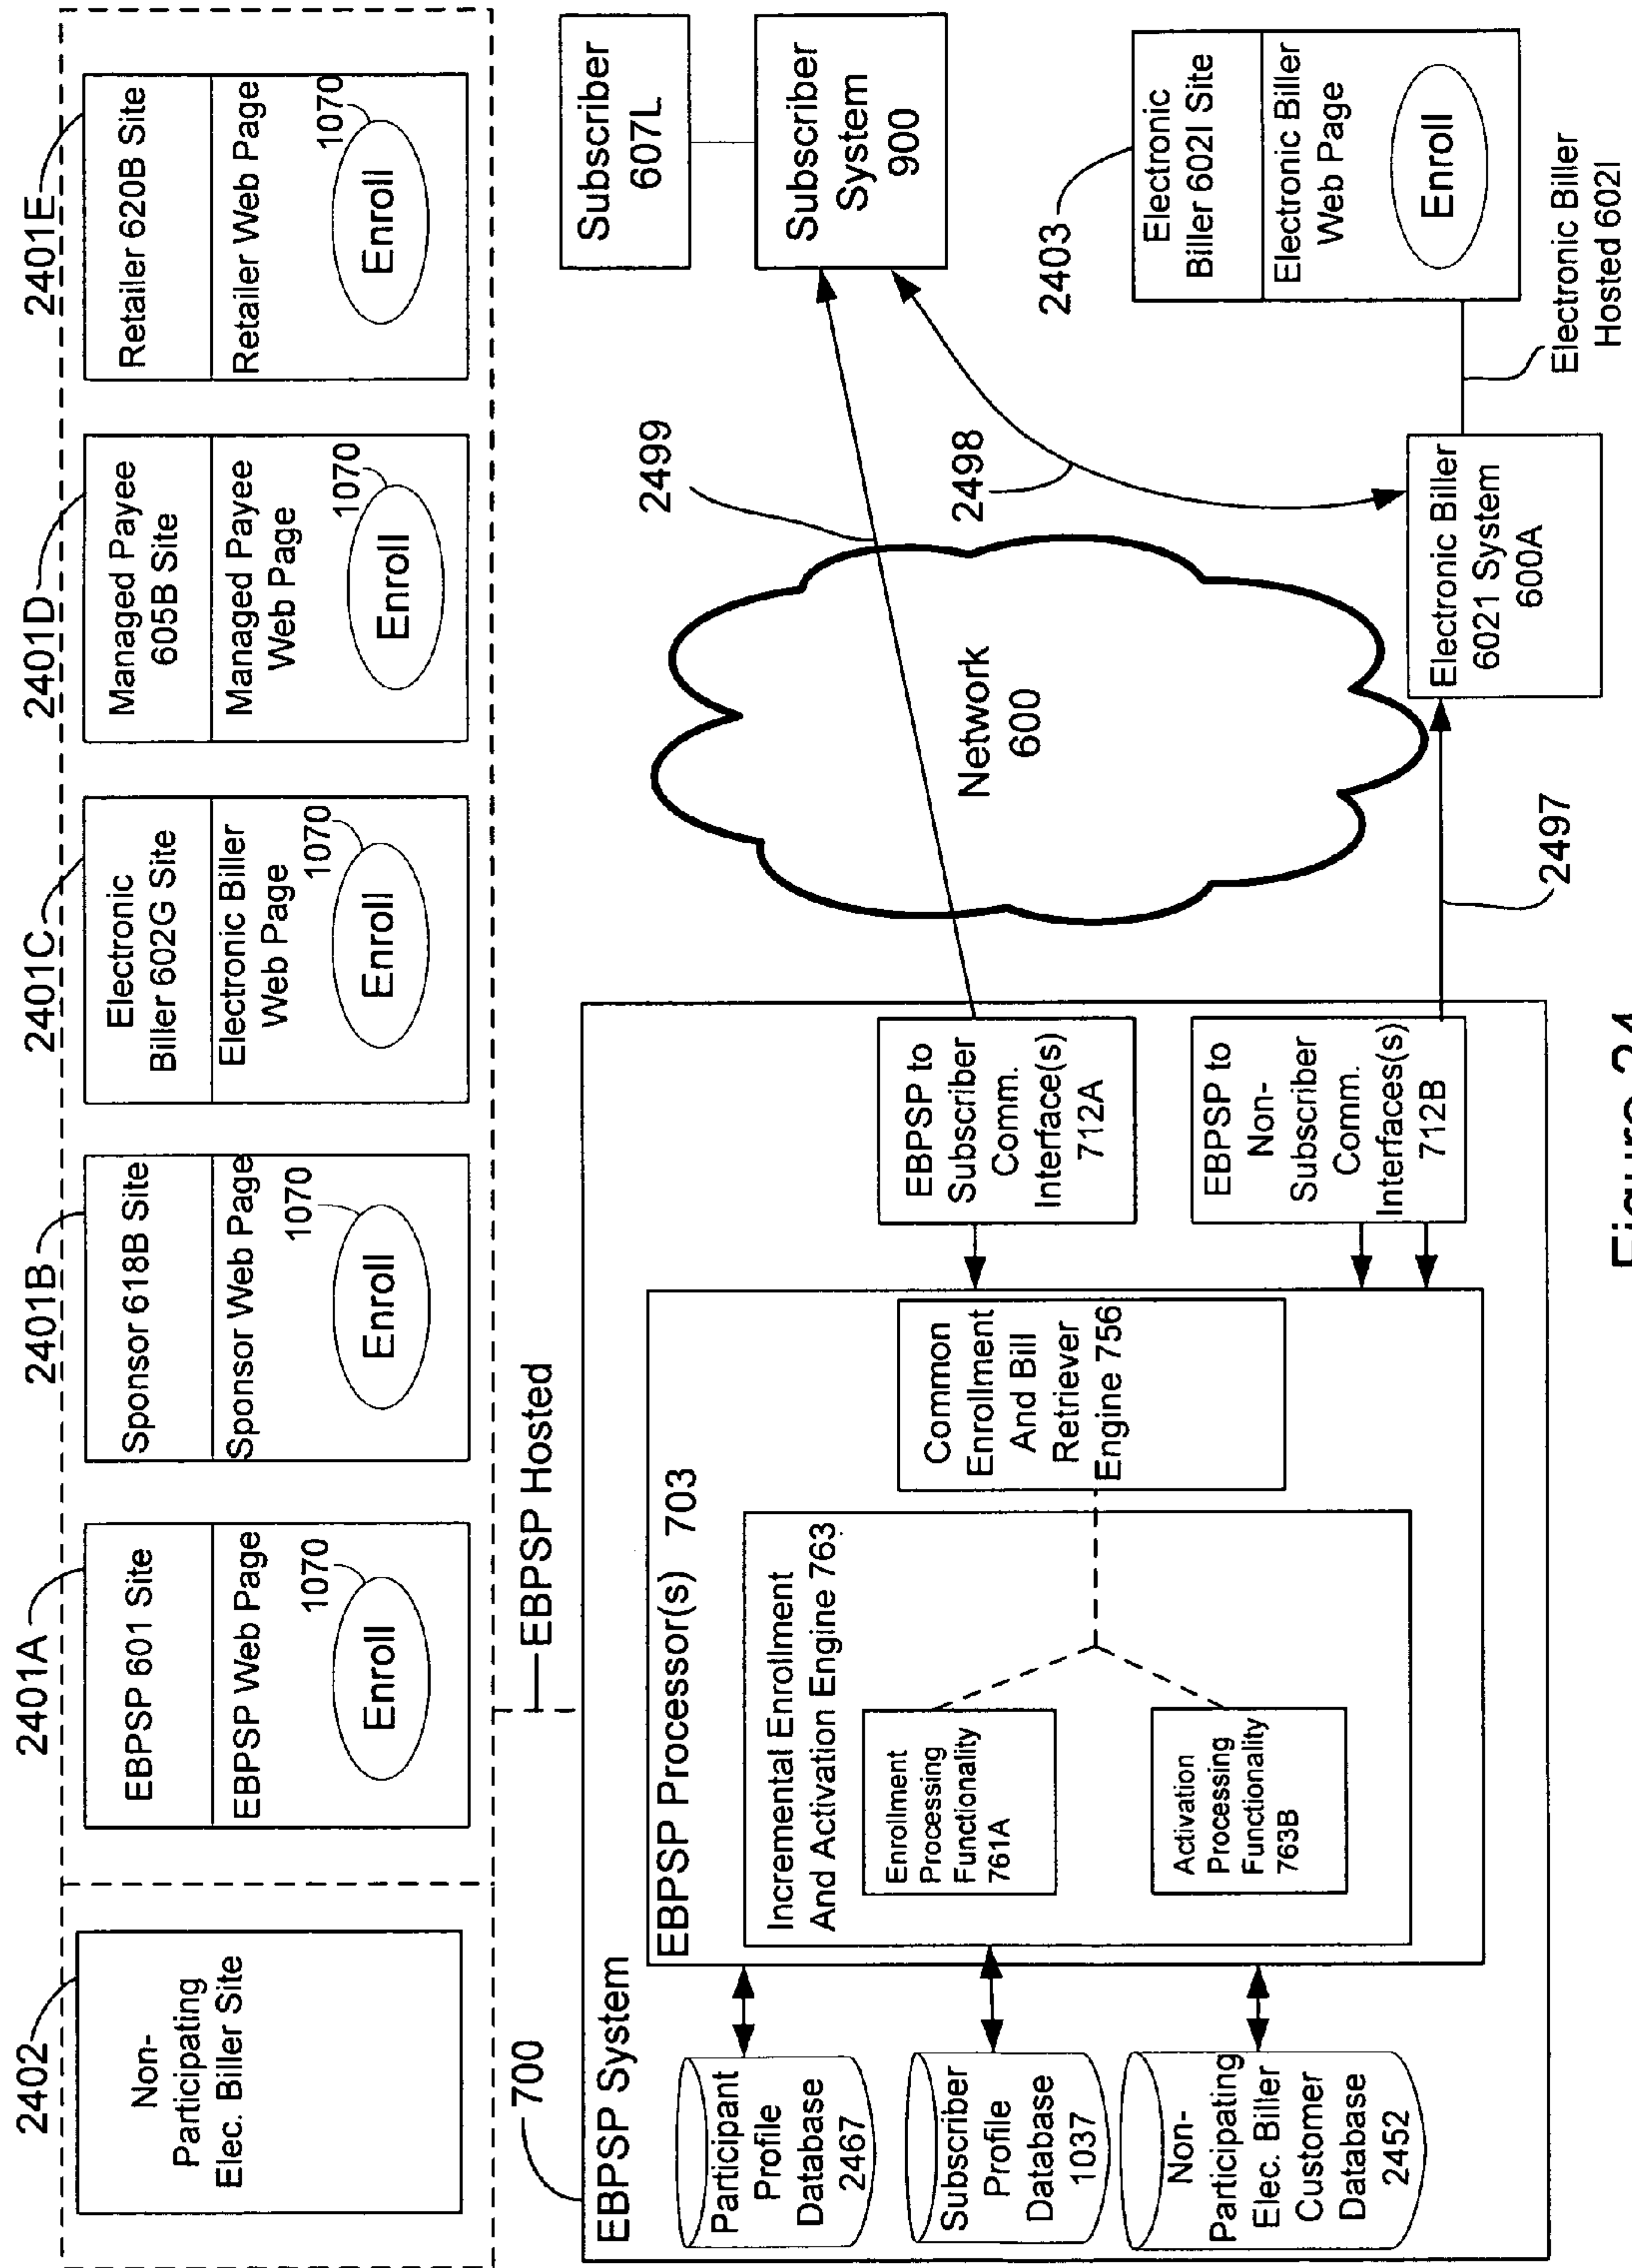 2402
Non-
Participating
Elec. Biller Site
2401A
EBPSP 601 Site
EBPSP Web Page
1070
Enroll
2401B
Sponsor 618B Site
Sponsor Web Page
1070
Enroll
2401C
Electronic
Biller 602G Site
Electronic Biller
Web Page
1070
Enroll
2401D
Managed Payee
605B Site
Managed Payee
Web Page
1070
Enroll
2401E
Retailer 620B Site
Retailer Web Page
1070
Enroll
EBPSP Hosted
700
EBPSP System
Participant
Profile
Database
2467
Subscriber
Profile
Database
1037
Non-
Participating
Elec. Biller
Customer
Database
2452
EBPSP Processor(s) 703
Incremental Enrollment
And Activation Engine 763
Enrollment
Processing
Functionality
761A
Activation
Processing
Functionality
763B
Common
Enrollment
And Bill
Retriever
Engine 756
EBPSP to
Subscriber
Comm.
Interface(s)
712A
EBPSP to
Non-
Subscriber
Comm.
Interfaces(s)
712B
Network
600
2499
2498
2497
Subscriber
607L
Subscriber
System
900
2403
Electronic
Biller 602I Site
Electronic Biller
Web Page
Enroll
Electronic Biller
6021 System
600A
Electronic Biller
Hosted 602I
Figure 24